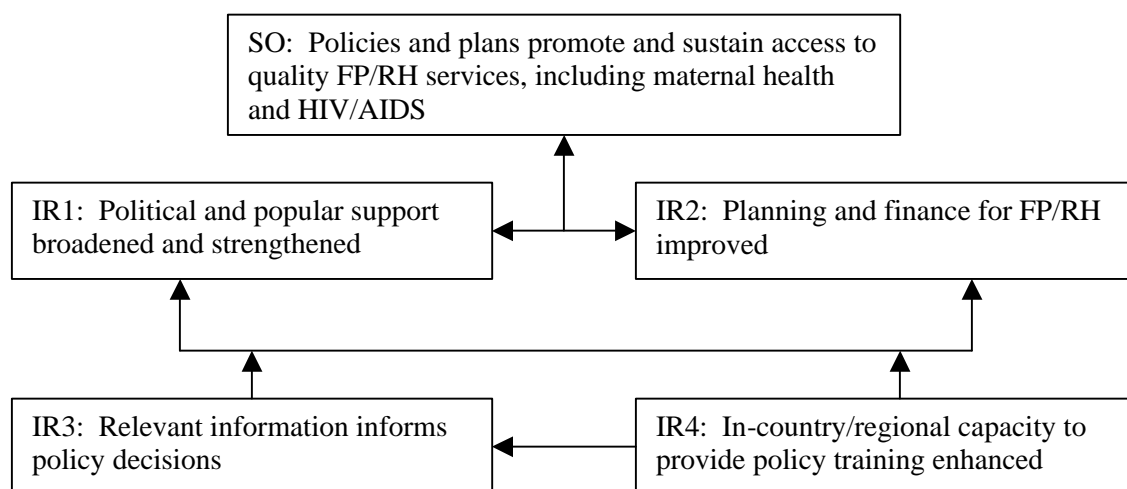 SO:  Policies and plans promote and sustain access to
quality FP/RH services, including maternal health
and HIV/AIDS
IR1:  Political and popular support
broadened and strengthened
IR2:  Planning and finance for FP/RH
improved
IR3:  Relevant information informs
policy decisions
IR4:  In-country/regional capacity to
provide policy training enhanced